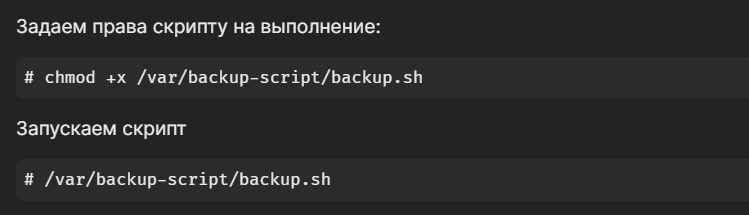 Задаем права скрипту на выполнение:
# chmod +x /var/backup-script/backup.sh
Запускаем скрипт
# /var/backup-script/backup.sh